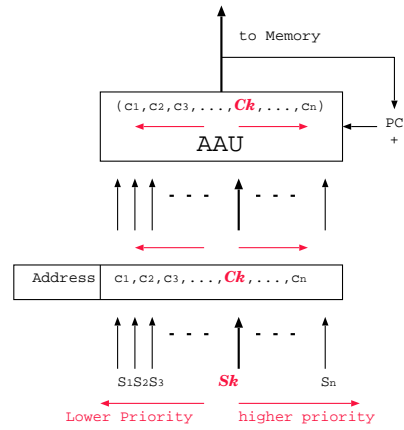 to Memory
(c1,c2,c3,...,Ck,...,cn)
AAU
PC
+
- - -   - - -
Address c1,c2,c3,...,Ck,...,cn
- - -   - - -
S1S2S3 Sk Sn
Lower Priority higher priority